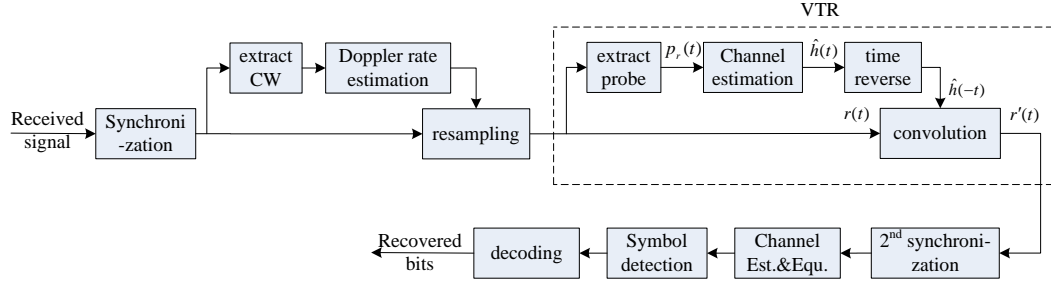 VTR
extract
CW
Doppler rate
estimation
extract
probe
p_r(t)
Channel
estimation
ĥ(t)
time
reverse
ĥ(−t)
Received
signal
Synchroni
-zation
resampling
r(t)
convolution
r′(t)
Recovered
bits
decoding
Symbol
detection
Channel
Est.&Equ.
2nd synchroni-
zation